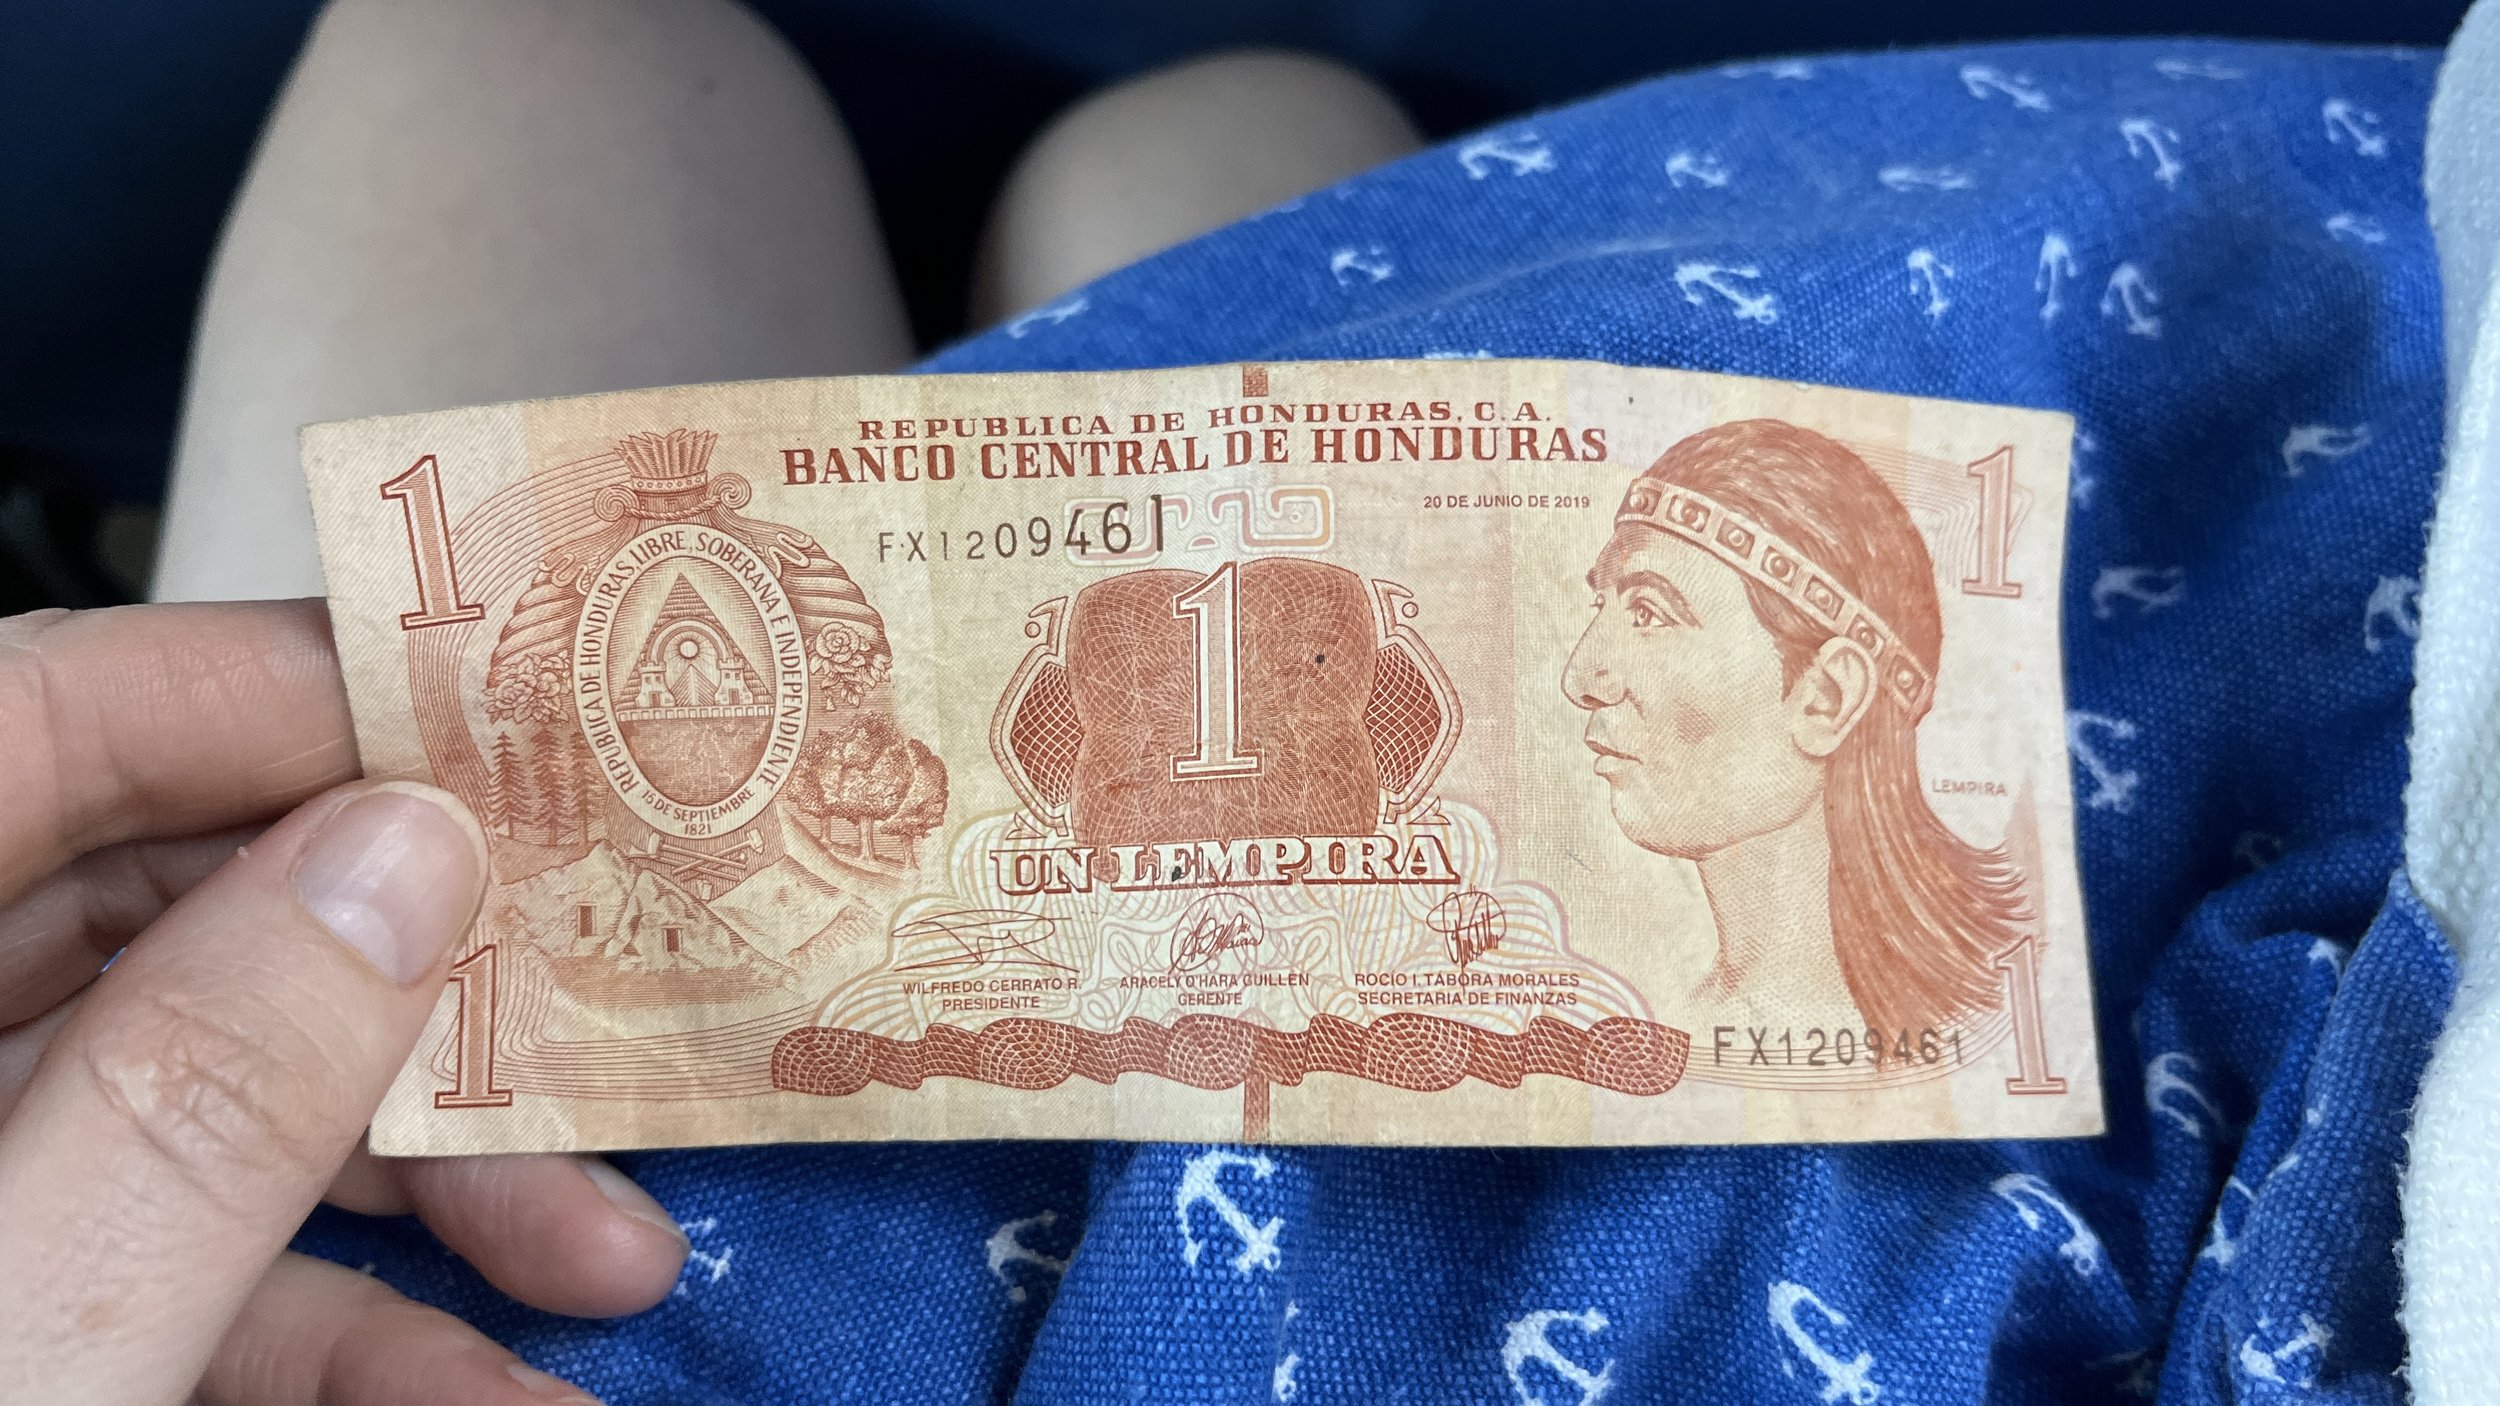 REPUBLICA DE HONDURAS, C.A.
BANCO CENTRAL DE HONDURAS
1
1
20 DE JUNIO DE 2019
FX1209461
REPUBLICA DE HONDURAS, LIBRE, SOBERANA E INDEPENDIENTE
15 DE SEPTIEMBRE
1821
1
LEMPIRA
UN LEMPIRA
WILFREDO CERRATO R.
PRESIDENTE
ARACELY O'HARA GUILLEN
GERENTE
ROCIO I. TABORA MORALES
SECRETARIA DE FINANZAS
1
FX1209461
1